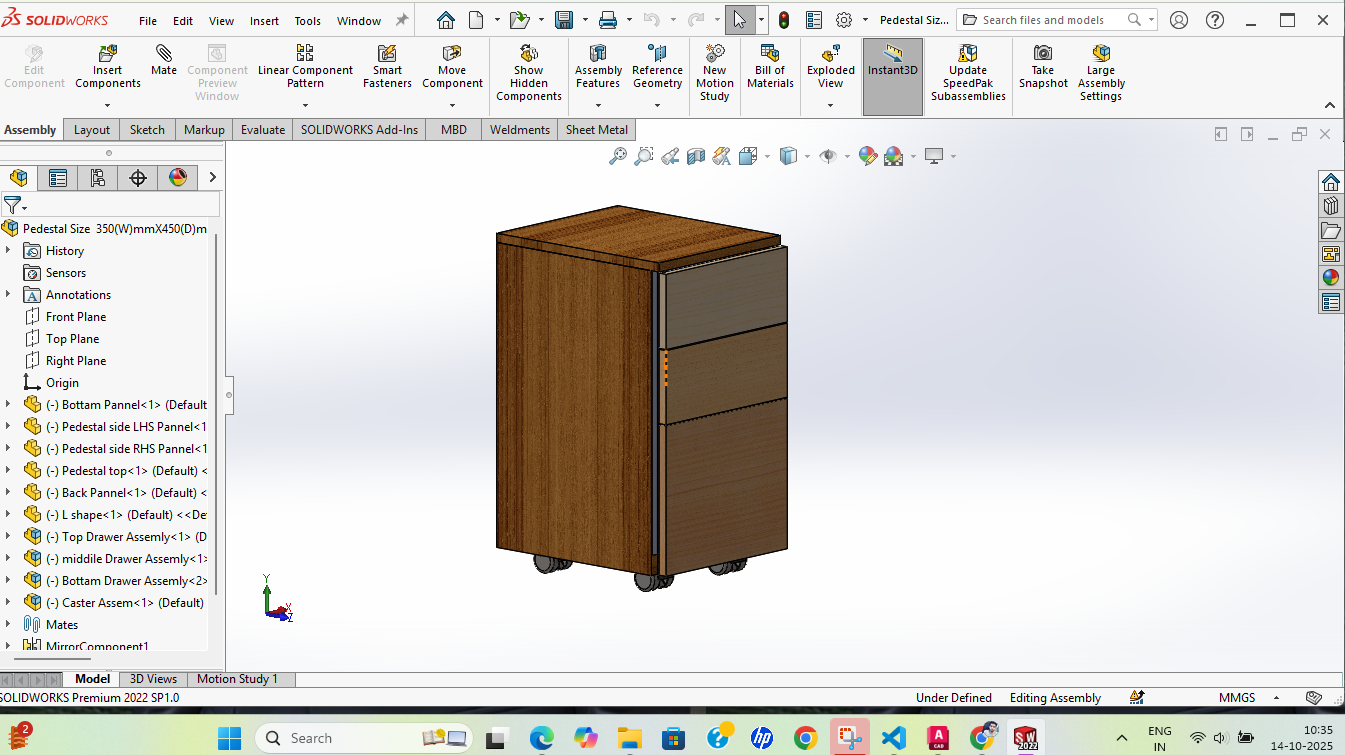 SOLIDWORKS File Edit View Insert Tools Window Pedestal Siz... Search files and models
Edit Component
Insert Components
Mate
Component Preview Window
Linear Component Pattern
Smart Fasteners
Move Component
Show Hidden Components
Assembly Features
Reference Geometry
New Motion Study
Bill of Materials
Exploded View
Instant3D
Update SpeedPak Subassemblies
Take Snapshot
Large Assembly Settings
Assembly Layout Sketch Markup Evaluate SOLIDWORKS Add-Ins MBD Weldments Sheet Metal
Pedestal Size 350(W)mmX450(D)m
History
Sensors
Annotations
Front Plane
Top Plane
Right Plane
Origin
(-) Bottam Pannel<1> (Default
(-) Pedestal side LHS Pannel<1
(-) Pedestal side RHS Pannel<1
(-) Pedestal top<1> (Default) <
(-) Back Pannel<1> (Default) <
(-) L shape<1> (Default) <<De
(-) Top Drawer Assemly<1> (D
(-) middile Drawer Assemly<1>
(-) Bottam Drawer Assemly<2>
(-) Caster Assem<1> (Default)
Mates
MirrorComponent1
Y
X
Z
Model 3D Views Motion Study 1
SOLIDWORKS Premium 2022 SP1.0 Under Defined Editing Assembly MMGS
2 Search hp A CAD SW 2022 ENG IN 10:35 14-10-2025